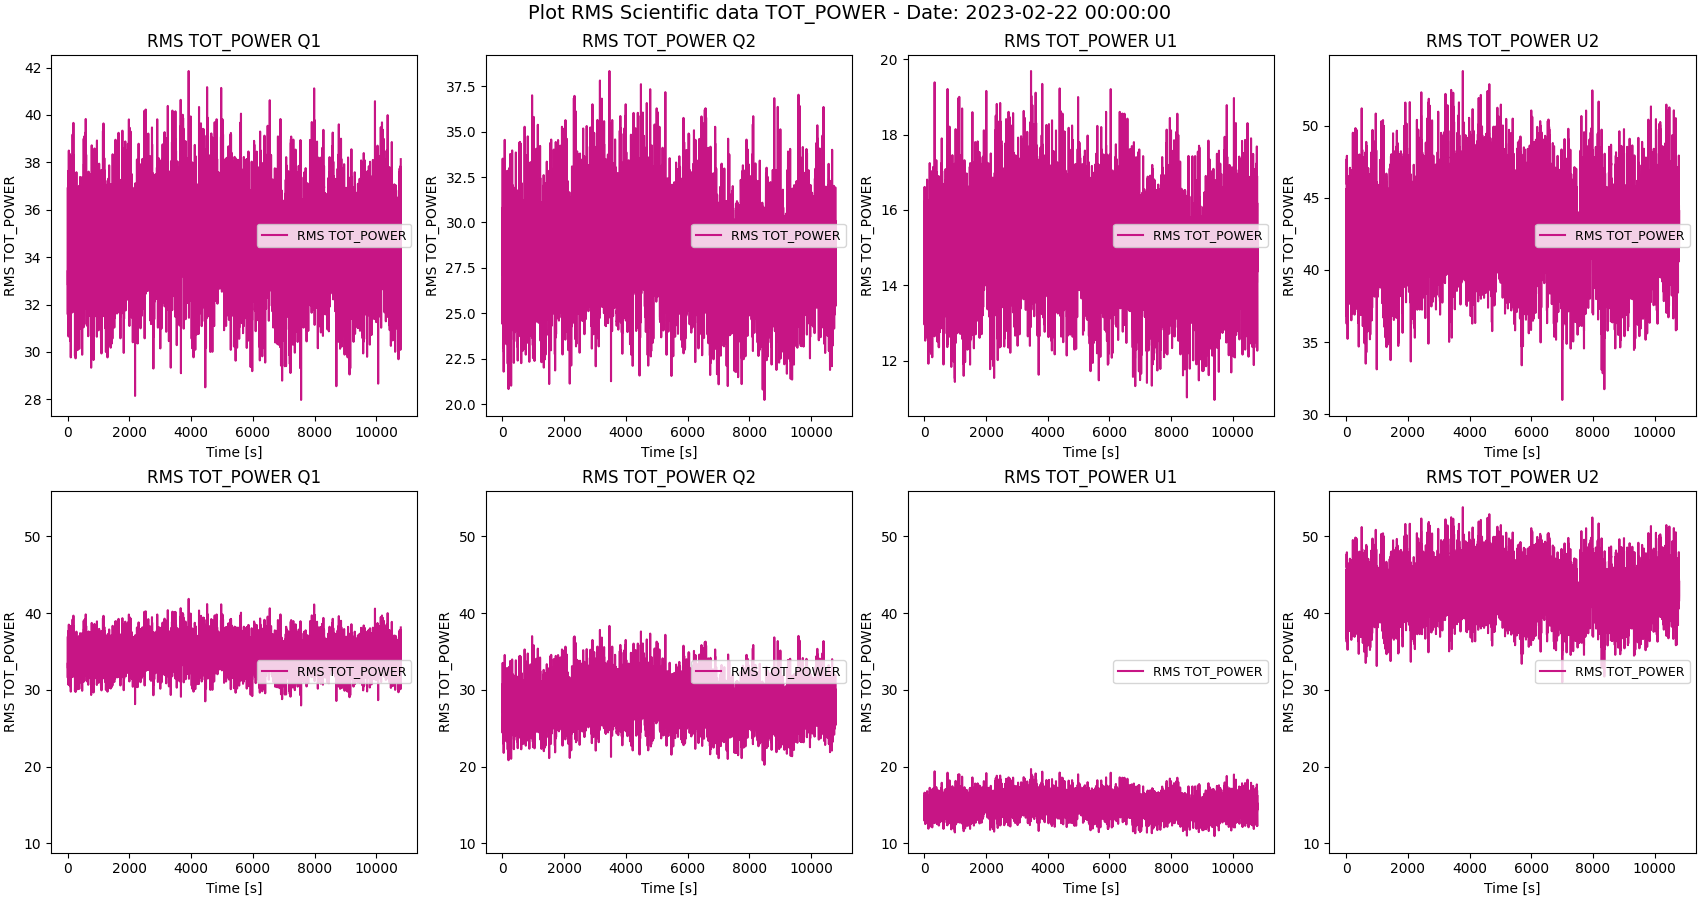 Plot RMS Scientific data TOT_POWER - Date: 2023-02-22 00:00:00
RMS TOT_POWER Q1
RMS TOT_POWER
42
40
38
36
34
32
30
28
RMS TOT_POWER
0 2000 4000 6000 8000 10000
Time [s]
RMS TOT_POWER Q2
RMS TOT_POWER
37.5
35.0
32.5
30.0
27.5
25.0
22.5
20.0
RMS TOT_POWER
0 2000 4000 6000 8000 10000
Time [s]
RMS TOT_POWER U1
RMS TOT_POWER
20
18
16
14
12
RMS TOT_POWER
0 2000 4000 6000 8000 10000
Time [s]
RMS TOT_POWER U2
RMS TOT_POWER
50
45
40
35
30
RMS TOT_POWER
0 2000 4000 6000 8000 10000
Time [s]
RMS TOT_POWER Q1
RMS TOT_POWER
50
40
30
20
10
RMS TOT_POWER
0 2000 4000 6000 8000 10000
Time [s]
RMS TOT_POWER Q2
RMS TOT_POWER
50
40
30
20
10
RMS TOT_POWER
0 2000 4000 6000 8000 10000
Time [s]
RMS TOT_POWER U1
RMS TOT_POWER
50
40
30
20
10
RMS TOT_POWER
0 2000 4000 6000 8000 10000
Time [s]
RMS TOT_POWER U2
RMS TOT_POWER
50
40
30
20
10
RMS TOT_POWER
0 2000 4000 6000 8000 10000
Time [s]